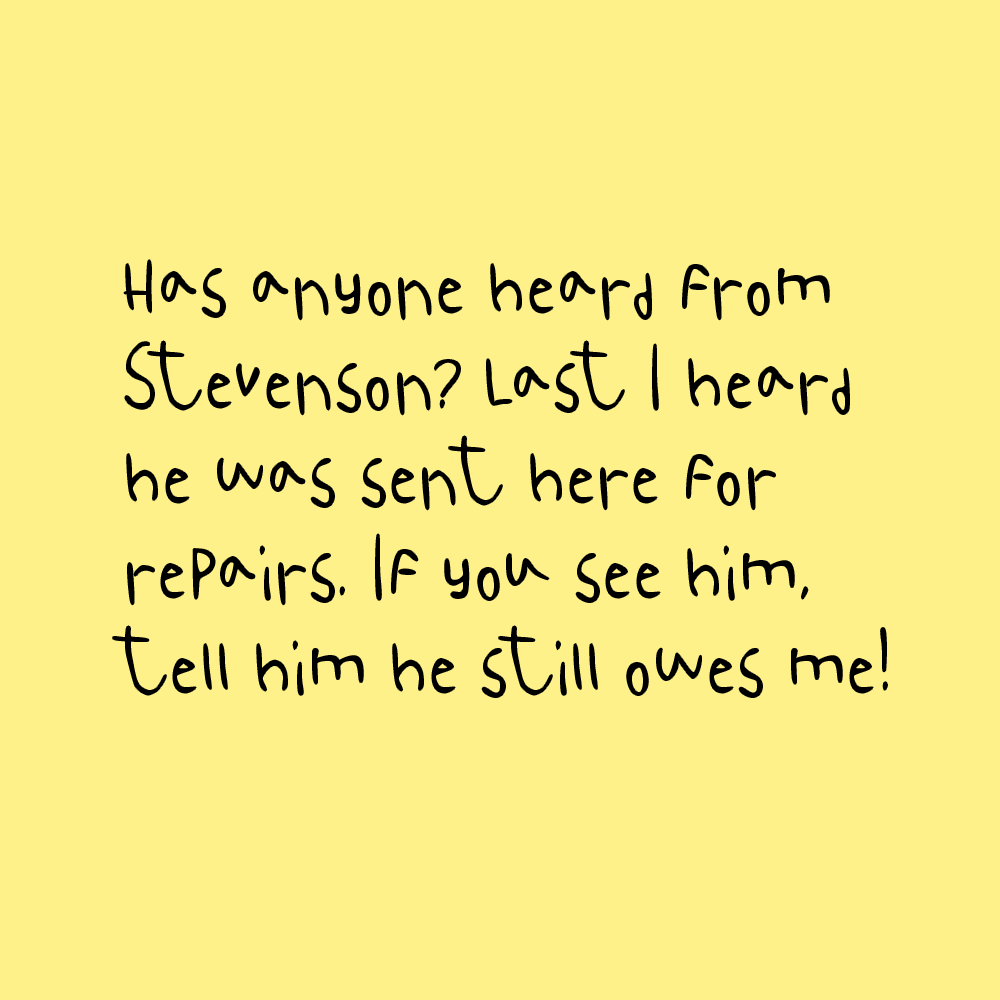 Has anyone heard from
Stevenson? Last I heard
he was sent here for
repairs. If you see him,
tell him he still owes me!